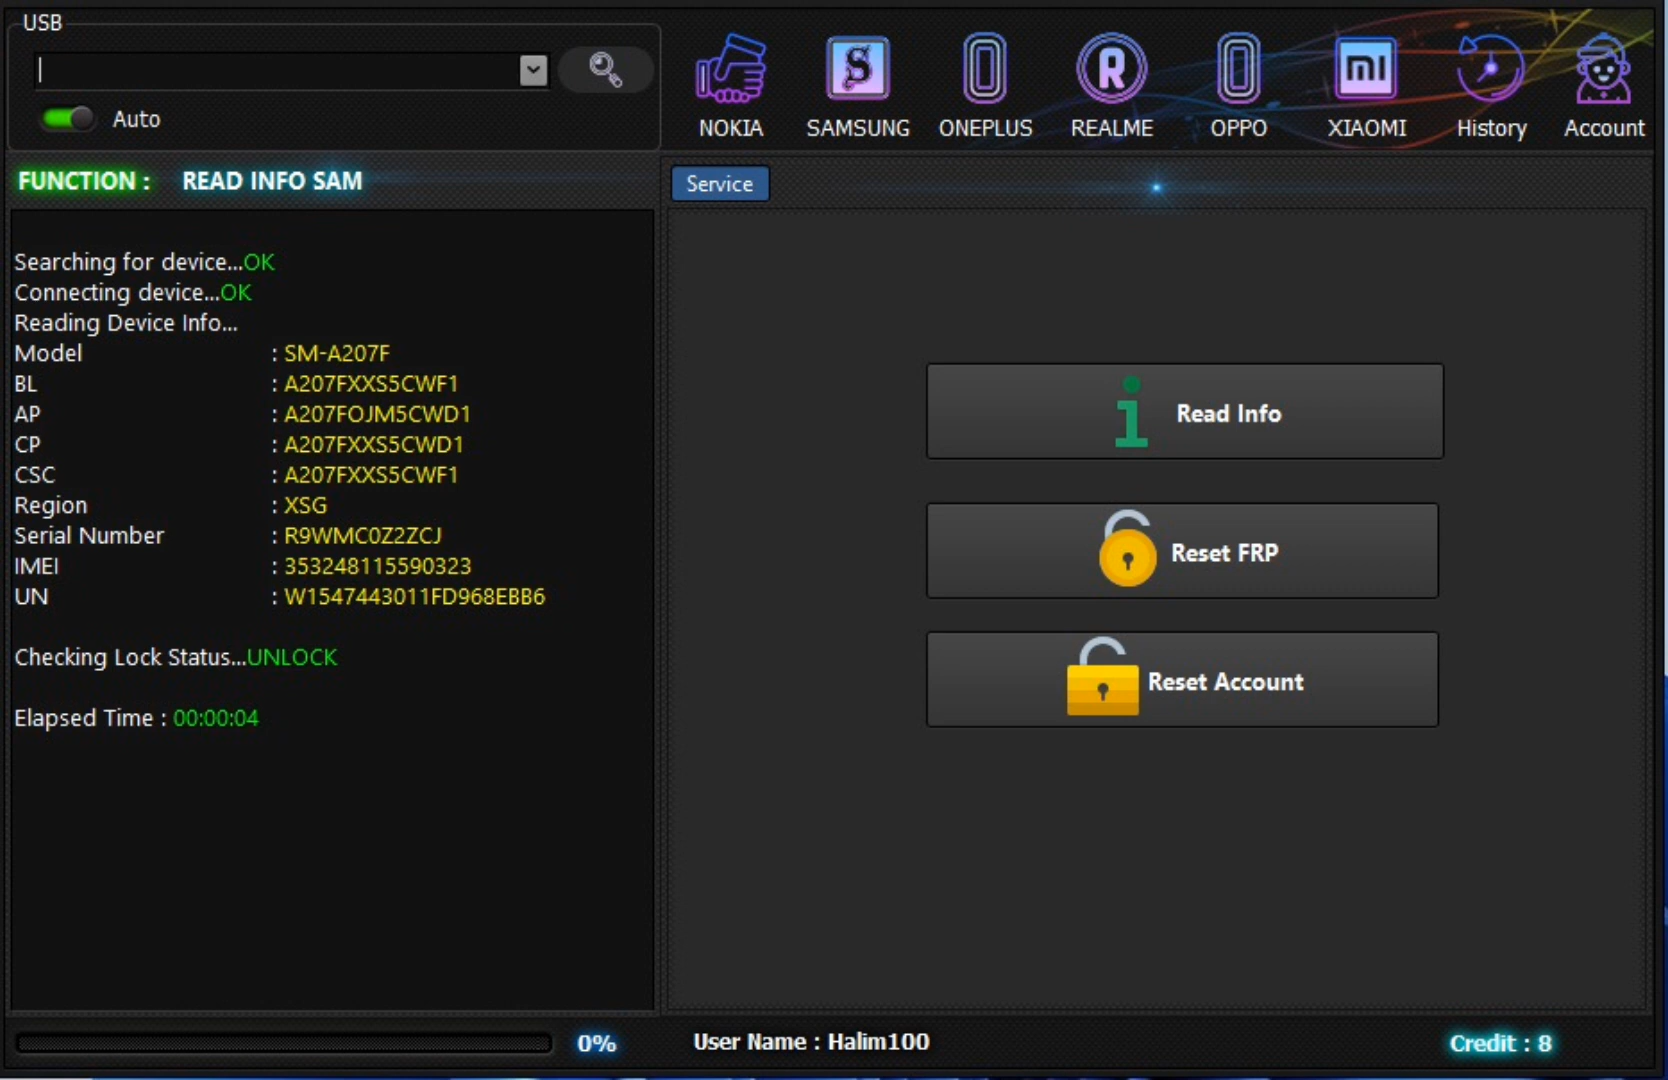 USB
Auto
NOKIA
SAMSUNG
ONEPLUS
REALME
OPPO
XIAOMI
History
Account
FUNCTION : READ INFO SAM
Service
Searching for device...OK
Connecting device...OK
Reading Device Info...
Model : SM-A207F
BL : A207FXXS5CWF1
AP : A207FOJM5CWD1
CP : A207FXXS5CWD1
CSC : A207FXXS5CWF1
Region : XSG
Serial Number : R9WMC0Z2ZCJ
IMEI : 353248115590323
UN : W1547443011FD968EBB6
Checking Lock Status...UNLOCK
Elapsed Time : 00:00:04
Read Info
Reset FRP
Reset Account
0%
User Name : Halim100
Credit : 8